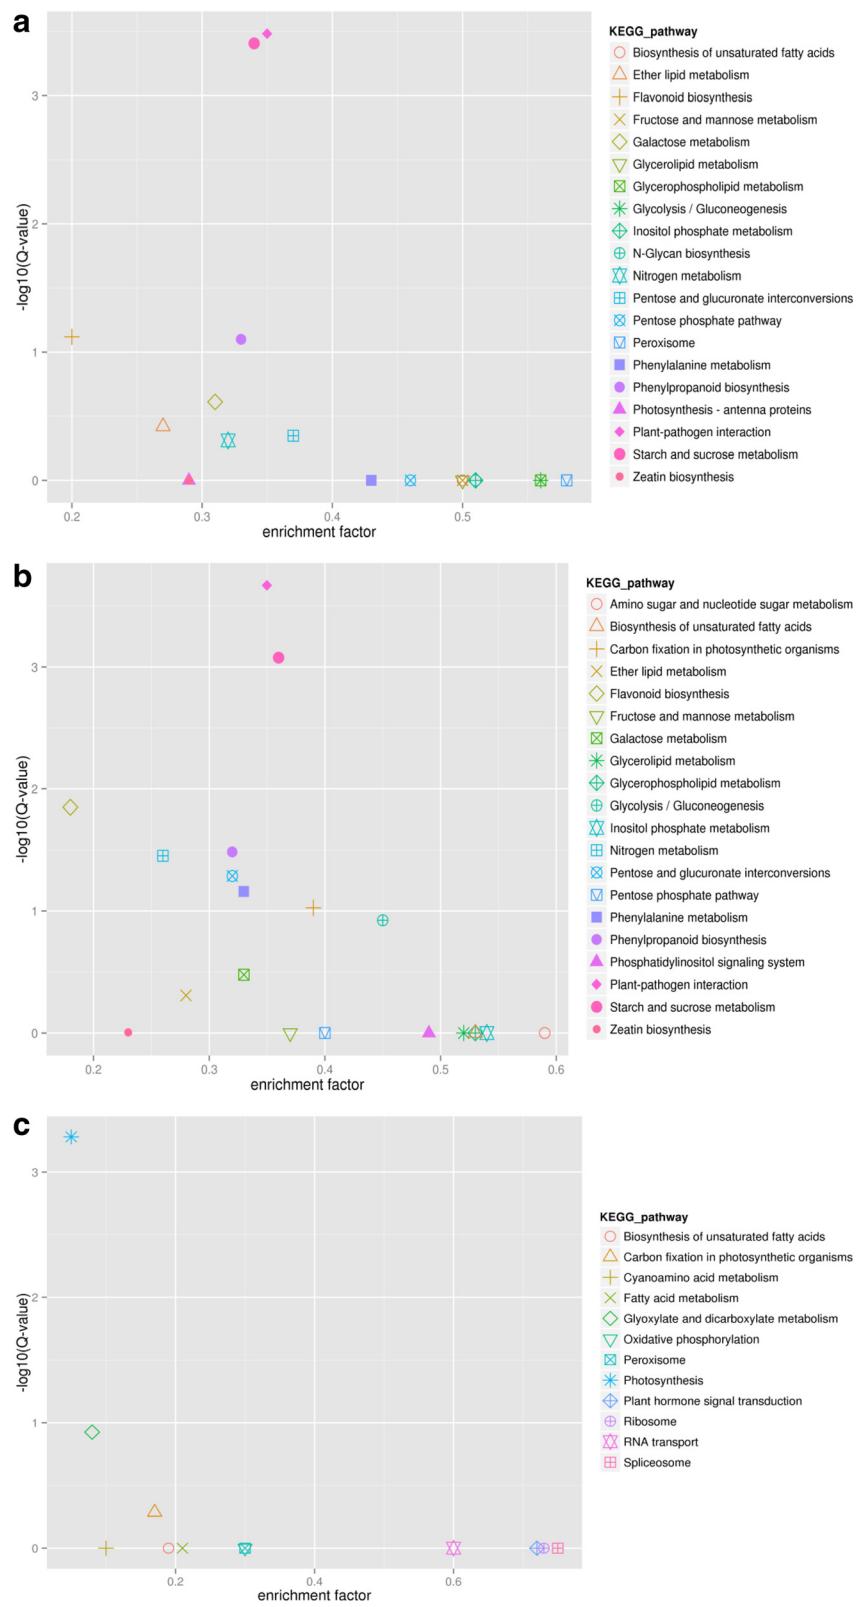 a
KEGG_pathway
Biosynthesis of unsaturated fatty acids
Ether lipid metabolism
Flavonoid biosynthesis
Fructose and mannose metabolism
Galactose metabolism
Glycerolipid metabolism
Glycerophospholipid metabolism
Glycolysis / Gluconeogenesis
Inositol phosphate metabolism
N-Glycan biosynthesis
Nitrogen metabolism
Pentose and glucuronate interconversions
Pentose phosphate pathway
Peroxisome
Phenylalanine metabolism
Phenylpropanoid biosynthesis
Photosynthesis - antenna proteins
Plant-pathogen interaction
Starch and sucrose metabolism
Zeatin biosynthesis
-log10(Q-value)
3
2
1
0
0.2 0.3 0.4 0.5
enrichment factor
b
KEGG_pathway
Amino sugar and nucleotide sugar metabolism
Biosynthesis of unsaturated fatty acids
Carbon fixation in photosynthetic organisms
Ether lipid metabolism
Flavonoid biosynthesis
Fructose and mannose metabolism
Galactose metabolism
Glycerolipid metabolism
Glycerophospholipid metabolism
Glycolysis / Gluconeogenesis
Inositol phosphate metabolism
Nitrogen metabolism
Pentose and glucuronate interconversions
Pentose phosphate pathway
Phenylalanine metabolism
Phenylpropanoid biosynthesis
Phosphatidylinositol signaling system
Plant-pathogen interaction
Starch and sucrose metabolism
Zeatin biosynthesis
-log10(Q-value)
3
2
1
0
0.2 0.3 0.4 0.5 0.6
enrichment factor
c
KEGG_pathway
Biosynthesis of unsaturated fatty acids
Carbon fixation in photosynthetic organisms
Cyanoamino acid metabolism
Fatty acid metabolism
Glyoxylate and dicarboxylate metabolism
Oxidative phosphorylation
Peroxisome
Photosynthesis
Plant hormone signal transduction
Ribosome
RNA transport
Spliceosome
-log10(Q-value)
3
2
1
0
0.2 0.4 0.6
enrichment factor